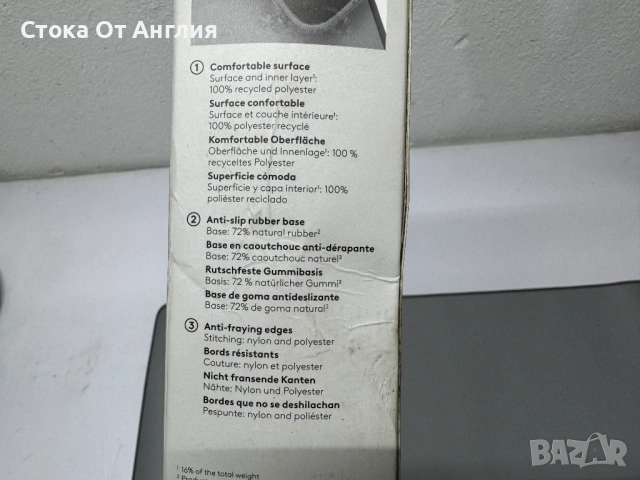 Стока От Англия
1 Comfortable surface
Surface and inner layer¹:
100% recycled polyester
Surface confortable
Surface et couche intérieure¹:
100% polyester recyclé
Komfortable Oberfläche
Oberfläche und Innenlage¹: 100 %
recyceltes Polyester
Superficie cómoda
Superficie y capa interior¹: 100%
poliéster reciclado
2 Anti-slip rubber base
Base: 72% natural rubber²
Base en caoutchouc anti-dérapante
Base: 72% caoutchouc naturel²
Rutschfeste Gummibasis
Basis: 72 % natürlicher Gummi²
Base de goma antideslizante
Base: 72% de goma natural²
3 Anti-fraying edges
Stitching: nylon and polyester
Bords résistants
Couture: nylon et polyester
Nicht fransende Kanten
Nähte: Nylon und Polyester
Bordes que no se deshilachan
Pespunte: nylon and poliéster
¹ 16% of the total weight
BAZAR